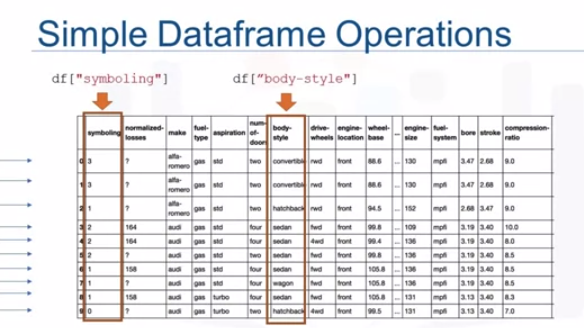 Simple Dataframe Operations
df["symboling"] df["body-style"]
symboling normalized-losses make fuel-type aspiration num-of-doors body-style drive-wheels engine-location wheel-base ... engine-size fuel-system bore stroke compression-ratio
0 3 ? alfa-romero gas std two convertible rwd front 88.6 ... 130 mpfi 3.47 2.68 9.0
1 3 ? alfa-romero gas std two convertible rwd front 88.6 ... 130 mpfi 3.47 2.68 9.0
2 1 ? alfa-romero gas std two hatchback rwd front 94.5 ... 152 mpfi 2.68 3.47 9.0
3 2 164 audi gas std four sedan fwd front 99.8 ... 109 mpfi 3.19 3.40 10.0
4 2 164 audi gas std four sedan 4wd front 99.4 ... 136 mpfi 3.19 3.40 8.0
5 2 ? audi gas std two sedan fwd front 99.8 ... 136 mpfi 3.19 3.40 8.5
6 1 158 audi gas std four sedan fwd front 105.8 ... 136 mpfi 3.19 3.40 8.5
7 1 ? audi gas std four wagon fwd front 105.8 ... 136 mpfi 3.19 3.40 8.5
8 1 158 audi gas turbo four sedan fwd front 105.8 ... 131 mpfi 3.13 3.40 8.3
9 0 ? audi gas turbo two hatchback 4wd front 99.5 ... 131 mpfi 3.13 3.40 7.0